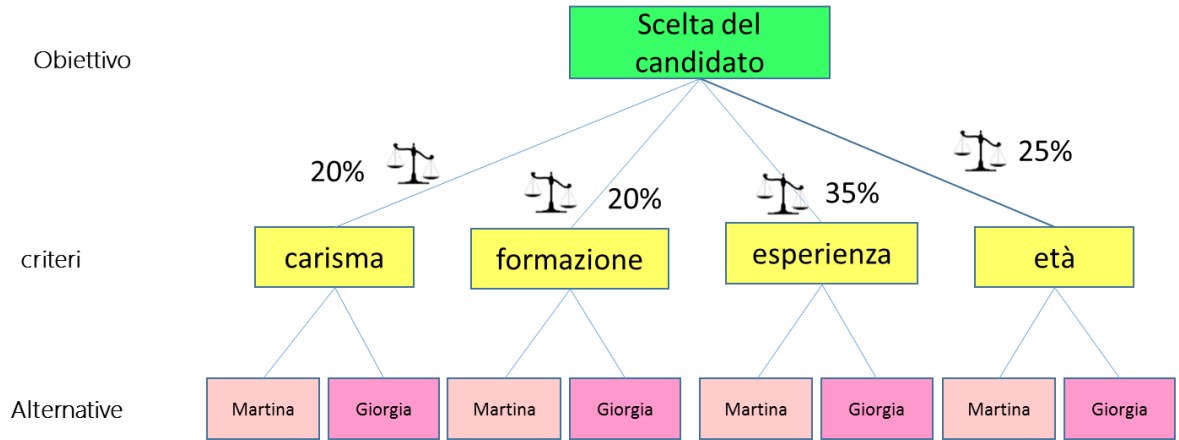 Scelta del
candidato
Obiettivo
20%
20%
35%
25%
criteri
carisma
formazione
esperienza
età
Alternative
Martina
Giorgia
Martina
Giorgia
Martina
Giorgia
Martina
Giorgia